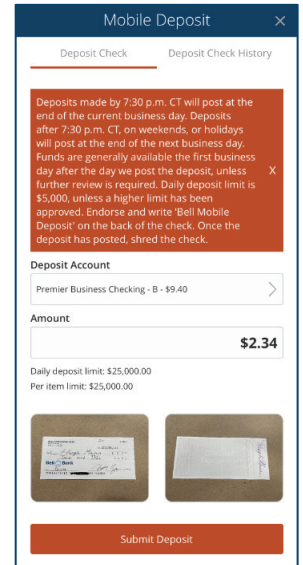 Mobile Deposit ×
Deposit Check Deposit Check History
Deposits made by 7:30 p.m. CT will post at the
end of the current business day. Deposits
after 7:30 p.m. CT, on weekends, or holidays
will post at the end of the next business day.
Funds are generally available the first business
day after the day we post the deposit, unless X
further review is required. Daily deposit limit is
$5,000, unless a higher limit has been
approved. Endorse and write 'Bell Mobile
Deposit' on the back of the check. Once the
deposit has posted, shred the check.
Deposit Account
Premier Business Checking - B - $9.40
Amount
$2.34
Daily deposit limit: $25,000.00
Per item limit: $25,000.00
Bell Bank
Submit Deposit